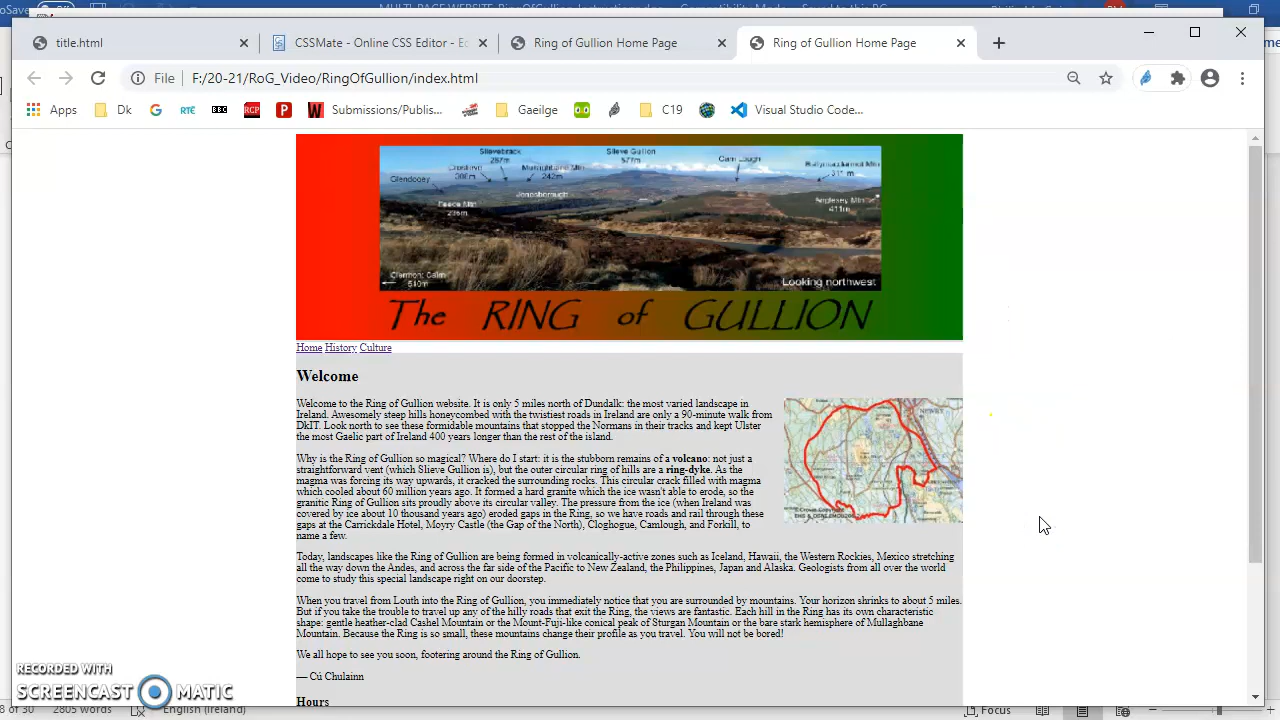 title.html
CSSMate - Online CSS Editor - Ec
Ring of Gullion Home Page
Ring of Gullion Home Page
File F:/20-21/RoG_Video/RingOfGullion/index.html
Apps Dk G RTÉ BBC RCP P W Submissions/Publis... Gaeilge C19 Visual Studio Code...
Slievebrack
267m
Slieve Gullion
577m
Cam Lough
Glendooey
Jonesborough
Anglesey Mtn
411m
510m
Looking northwest
The RING of GULLION
Home History Culture
Welcome
Welcome to the Ring of Gullion website. It is only 5 miles north of Dundalk: the most varied landscape in
Ireland. Awesomely steep hills honeycombed with the twistiest roads in Ireland are only a 90-minute walk from
DkIT. Look north to see these formidable mountains that stopped the Normans in their tracks and kept Ulster
the most Gaelic part of Ireland 400 years longer than the rest of the island.
Why is the Ring of Gullion so magical? Where do I start: it is the stubborn remains of a volcano: not just a
straightforward vent (which Slieve Gullion is), but the outer circular ring of hills are a ring-dyke. As the
magma was forcing its way upwards, it cracked the surrounding rocks. This circular crack filled with magma
which cooled about 60 million years ago. It formed a hard granite which the ice wasn't able to erode, so the
granitic Ring of Gullion sits proudly above its circular valley. The pressure from the ice (when Ireland was
covered by ice about 10 thousand years ago) eroded gaps in the Ring, so we have roads and rail through these
gaps at the Carrickdale Hotel, Moyry Castle (the Gap of the North), Cloghogue, Camlough, and Forkill, to
name a few.
Today, landscapes like the Ring of Gullion are being formed in volcanically-active zones such as Iceland, Hawaii, the Western Rockies, Mexico stretching
all the way down the Andes, and across the far side of the Pacific to New Zealand, the Philippines, Japan and Alaska. Geologists from all over the world
come to study this special landscape right on our doorstep.
When you travel from Louth into the Ring of Gullion, you immediately notice that you are surrounded by mountains. Your horizon shrinks to about 5 miles.
But if you take the trouble to travel up any of the hilly roads that exit the Ring, the views are fantastic. Each hill in the Ring has its own characteristic
shape: gentle heather-clad Cashel Mountain or the Mount-Fuji-like conical peak of Sturgan Mountain or the bare stark hemisphere of Mullaghbane
Mountain. Because the Ring is so small, these mountains change their profile as you travel. You will not be bored!
We all hope to see you soon, footering around the Ring of Gullion.
— Cú Chulainn
Hours
RECORDED WITH
SCREENCAST MATIC
8 of 30 2805 words English (Ireland) Focus